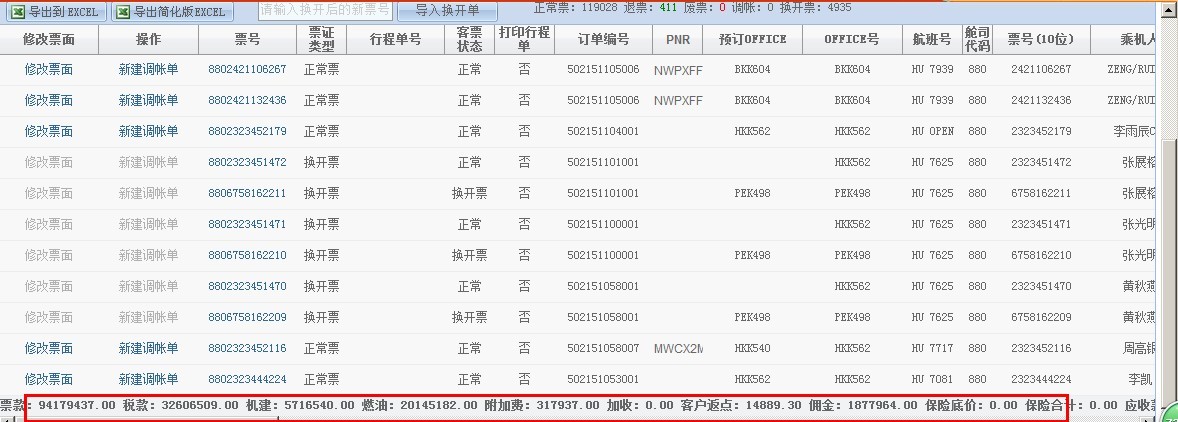 导出到 EXCEL 导出简化版EXCEL 请输入换开后的新票号 导入换开单 正常票: 119028 退票: 411 废票: 0 调帐: 0 换开票: 4935
修改票面 操作 票号 票证类型 行程单号 客票状态 打印行程单 订单编号 PNR 预订OFFICE OFFICE号 航班号 舱司代码 票号(10位) 乘机人
修改票面 新建调帐单 8802421106267 正常票 正常 否 502151105006 NWPXFF BKK604 BKK604 HU 7939 880 2421106267 ZENG/RUI
修改票面 新建调帐单 8802421132436 正常票 正常 否 502151105006 NWPXFF BKK604 BKK604 HU 7939 880 2421132436 ZENG/RUI
修改票面 新建调帐单 8802323452179 正常票 正常 否 502151104001 HKK562 HKK562 HU OPEN 880 2323452179 李雨辰C
修改票面 新建调帐单 8802323451472 换开票 正常 否 502151101001 HKK562 HU 7625 880 2323451472 张展榕
修改票面 新建调帐单 8806758162211 换开票 换开票 否 502151101001 PEK498 PEK498 HU 7625 880 6758162211 张展榕
修改票面 新建调帐单 8802323451471 换开票 正常 否 502151100001 HKK562 HU 7625 880 2323451471 张光明
修改票面 新建调帐单 8806758162210 换开票 换开票 否 502151100001 PEK498 PEK498 HU 7625 880 6758162210 张光明
修改票面 新建调帐单 8802323451470 换开票 正常 否 502151058001 HKK562 HU 7625 880 2323451470 黄秋燕
修改票面 新建调帐单 8806758162209 换开票 换开票 否 502151058001 PEK498 PEK498 HU 7625 880 6758162209 黄秋燕
修改票面 新建调帐单 8802323452116 正常票 正常 否 502151058007 MWCX2M HKK540 HKK562 HU 7717 880 2323452116 周高银
修改票面 新建调帐单 8802323444224 正常票 正常 否 502151053001 HKK562 HKK562 HU 7081 880 2323444224 李凯
票款: 94179437.00 税款: 32606509.00 机建: 5716540.00 燃油: 20145182.00 附加费: 317937.00 加收: 0.00 客户返点: 14889.30 佣金: 1877964.00 保险底价: 0.00 保险合计: 0.00 应收款